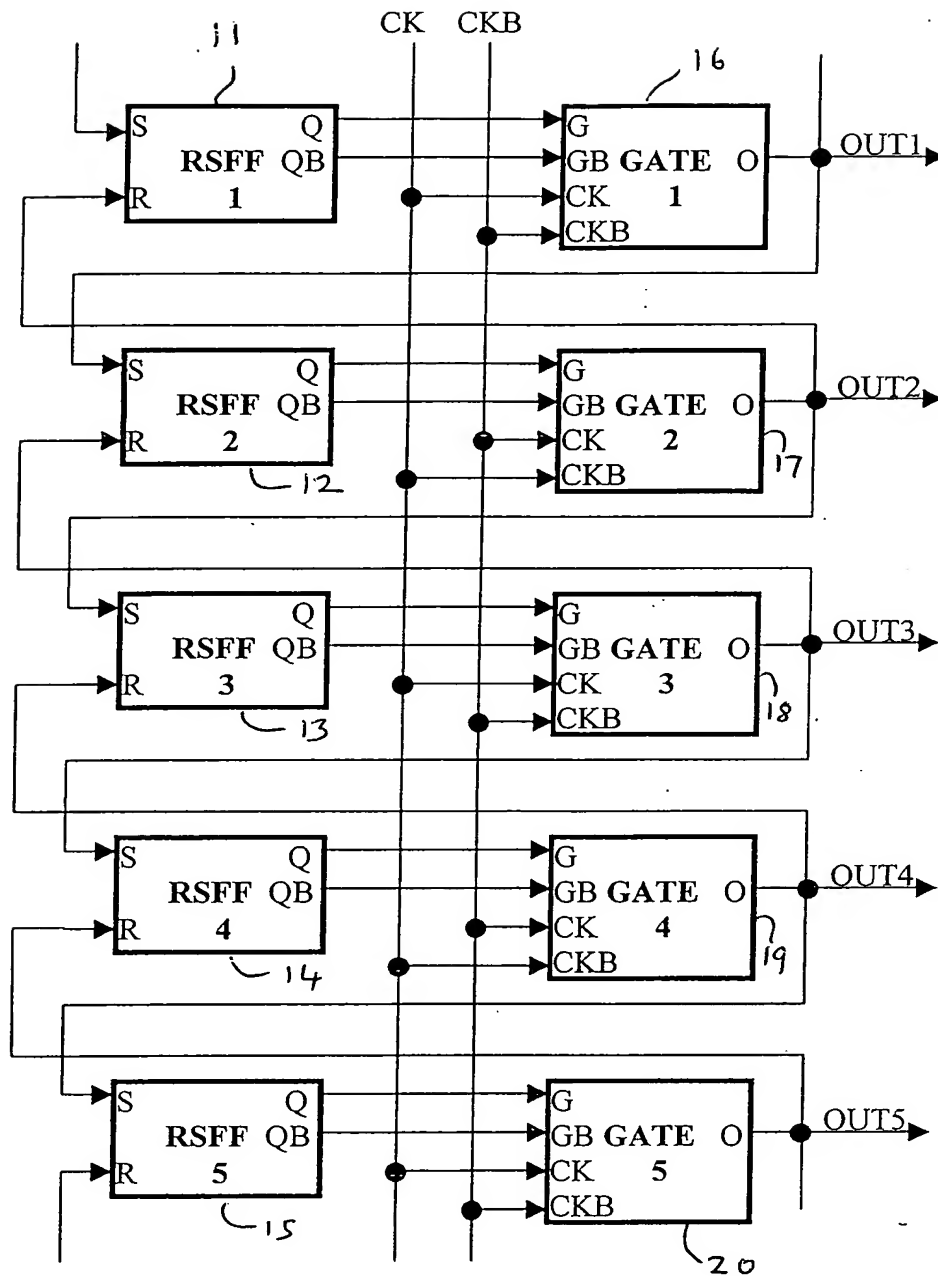 CK CKB
11
16
S Q
RSFF QB
R 1
G
GB GATE O
CK 1
CKB
OUT1
S Q
RSFF QB
R 2
12
G
GB GATE O
CK 2
CKB
17
OUT2
S Q
RSFF QB
R 3
13
G
GB GATE O
CK 3
CKB
18
OUT3
S Q
RSFF QB
R 4
14
G
GB GATE O
CK 4
CKB
19
OUT4
S Q
RSFF QB
R 5
15
G
GB GATE O
CK 5
CKB
20
OUT5